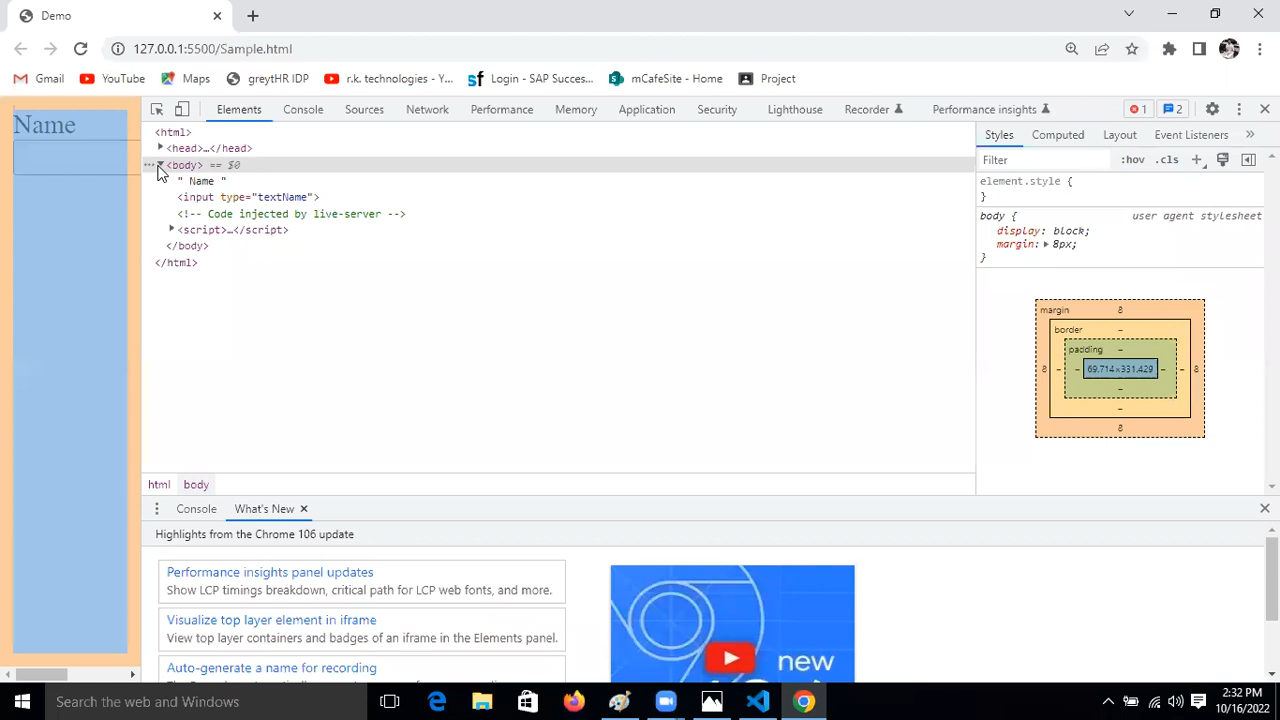 Demo
127.0.0.1:5500/Sample.html
Gmail YouTube Maps greytHR IDP r.k. technologies - Y... Login - SAP Succes... mCafeSite - Home Project
Elements Console Sources Network Performance Memory Application Security Lighthouse Recorder Performance insights 1 2
Name
<html>
<head>…</head>
<body> == $0
" Name "
<input type="textName">
<!-- Code injected by live-server -->
<script>…</script>
</body>
</html>
html body
Styles Computed Layout Event Listeners
Filter :hov .cls
element.style {
}
body { user agent stylesheet
display: block;
margin: 8px;
}
margin 8
border –
padding –
8 – – 69.714×331.429 – – 8
–
–
8
Console What's New
Highlights from the Chrome 106 update
Performance insights panel updates
Show LCP timings breakdown, critical path for LCP web fonts, and more.
Visualize top layer element in iframe
View top layer containers and badges of an iframe in the Elements panel.
Auto-generate a name for recording
new
Search the web and Windows
2:32 PM
10/16/2022